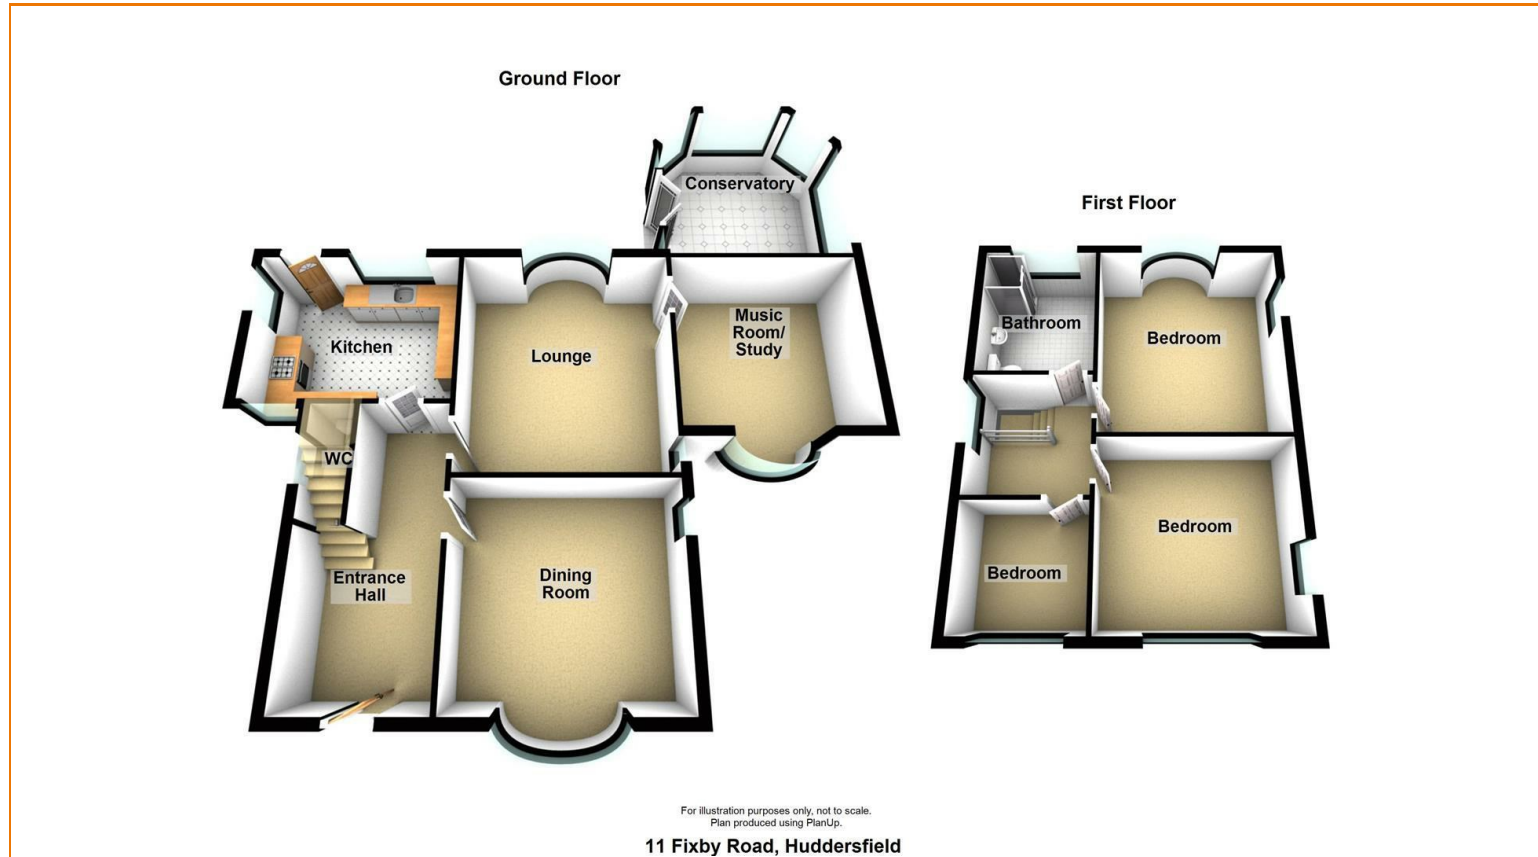 Ground Floor
Conservatory
First Floor
Music
Room/
Study
Kitchen
Lounge
Bathroom
Bedroom
WC
Bedroom
Entrance
Hall
Dining
Room
Bedroom
For illustration purposes only, not to scale.
Plan produced using PlanUp.
11 Fixby Road, Huddersfield